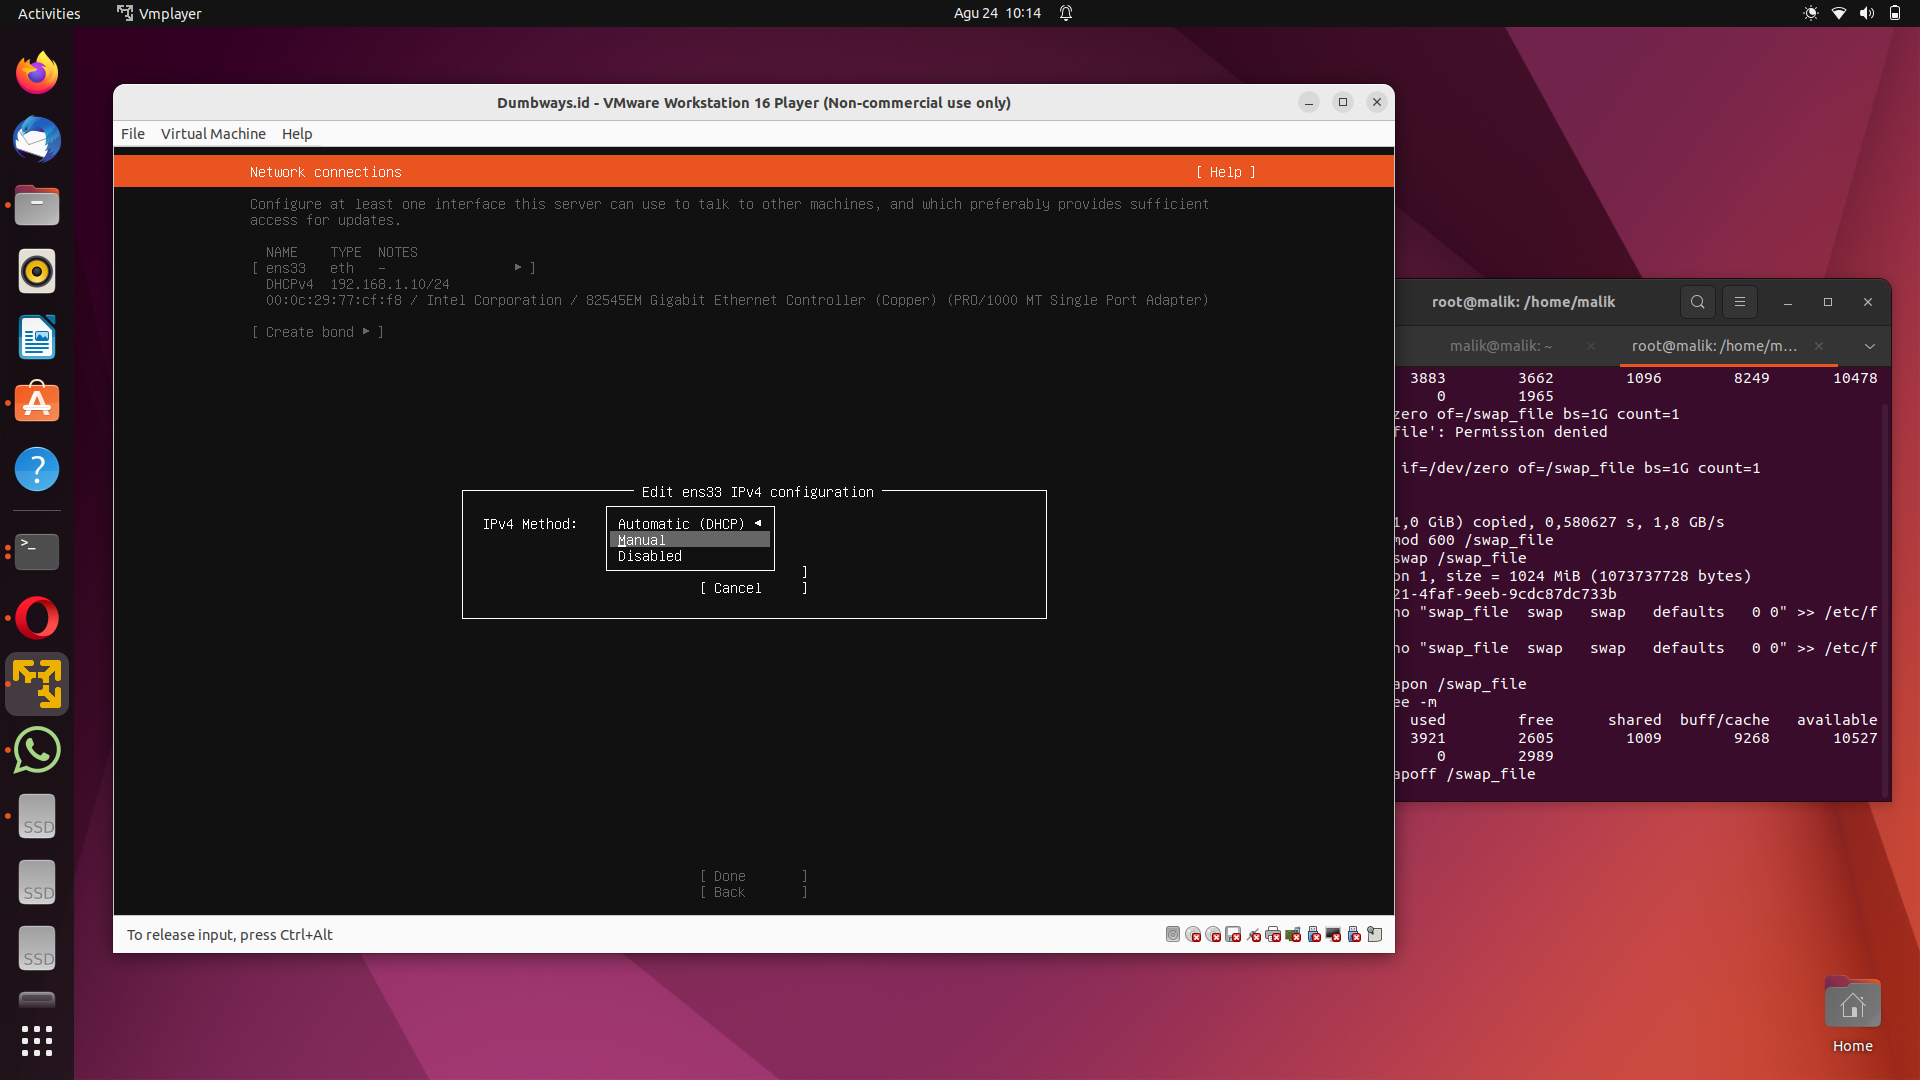 Activities
Vmplayer
Agu 24 10:14
Dumbways.id - VMware Workstation 16 Player (Non-commercial use only)
File Virtual Machine Help
Network connections [ Help ]
Configure at least one interface this server can use to talk to other machines, and which preferably provides sufficient
access for updates.
NAME TYPE NOTES
[ ens33 eth - ▸ ]
DHCPv4 192.168.1.10/24
00:0c:29:77:cf:f8 / Intel Corporation / 82545EM Gigabit Ethernet Controller (Copper) (PRO/1000 MT Single Port Adapter)
[ Create bond ▸ ]
Edit ens33 IPv4 configuration
IPv4 Method: Automatic (DHCP) ◂
Manual
Disabled
]
[ Cancel ]
[ Done ]
[ Back ]
To release input, press Ctrl+Alt
root@malik: /home/malik
malik@malik: ~
root@malik: /home/m...
3883 3662 1096 8249 10478
0 1965
zero of=/swap_file bs=1G count=1
file': Permission denied
if=/dev/zero of=/swap_file bs=1G count=1
1,0 GiB) copied, 0,580627 s, 1,8 GB/s
mod 600 /swap_file
swap /swap_file
on 1, size = 1024 MiB (1073737728 bytes)
21-4faf-9eeb-9cdc87dc733b
ho "swap_file swap swap defaults 0 0" >> /etc/f
ho "swap_file swap swap defaults 0 0" >> /etc/f
apon /swap_file
ee -m
used free shared buff/cache available
3921 2605 1009 9268 10527
0 2989
apoff /swap_file
SSD
SSD
SSD
Home